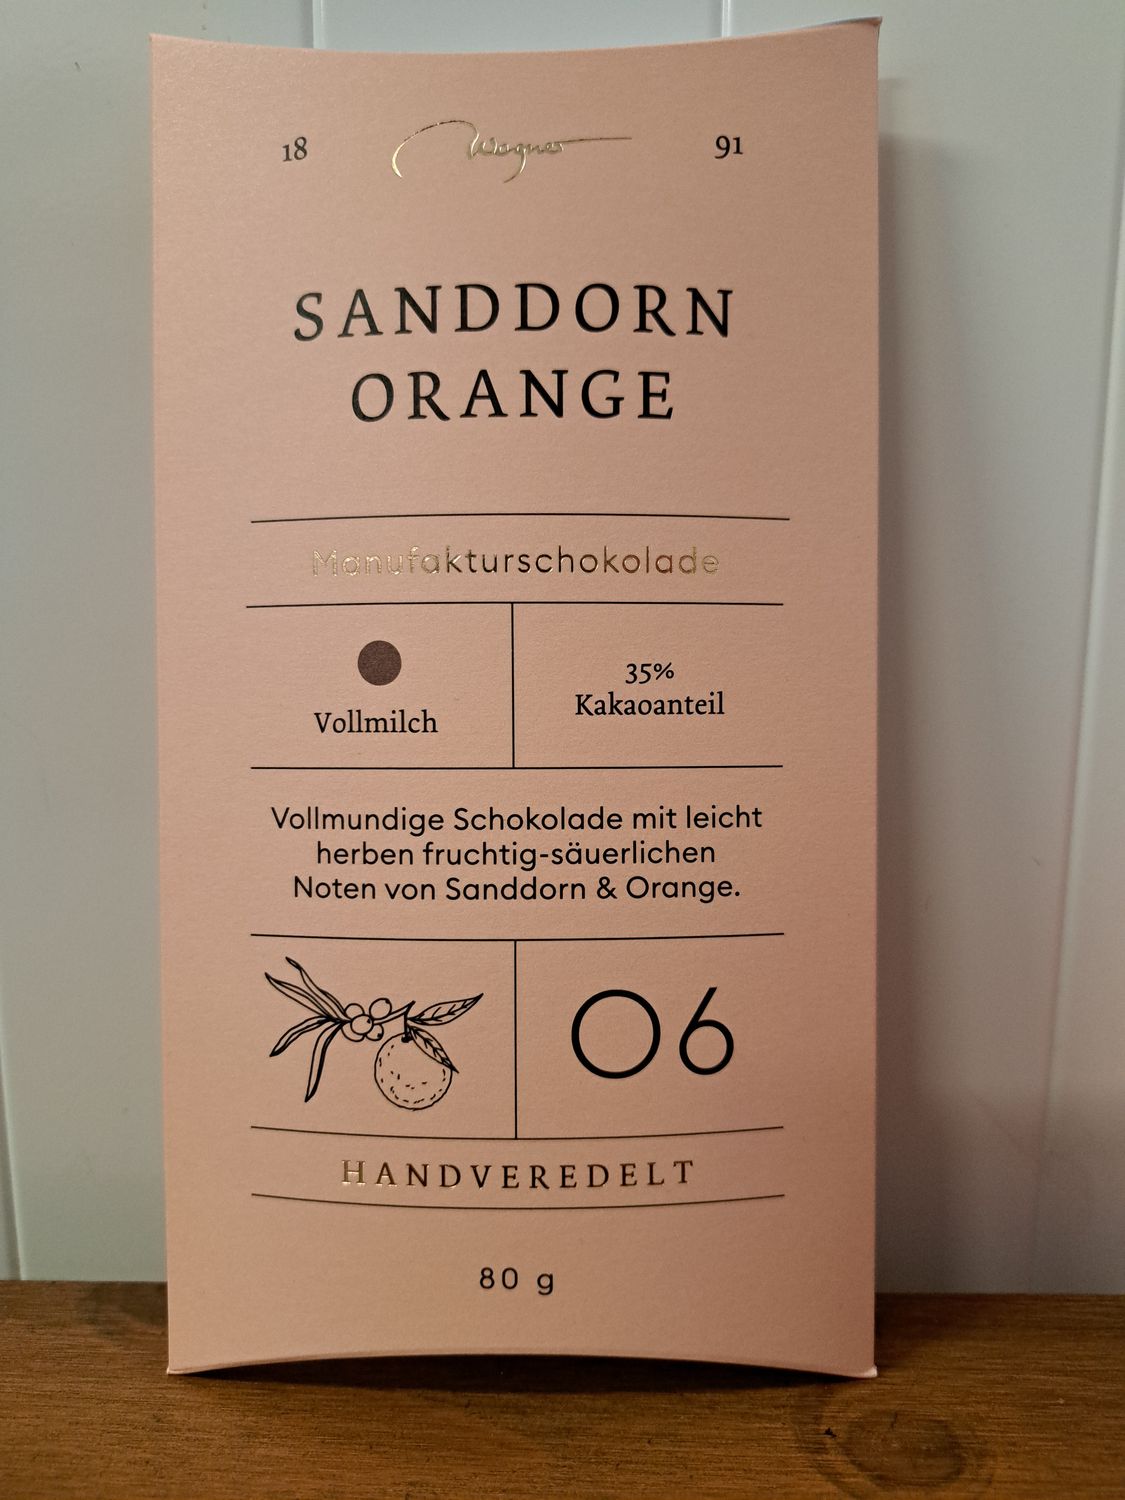 18 Wagner 91
SANDDORN
ORANGE
Manufakturschokolade
Vollmilch
35%
Kakaoanteil
Vollmundige Schokolade mit leicht
herben fruchtig-säuerlichen
Noten von Sanddorn & Orange.
06
HANDVEREDELT
80 g